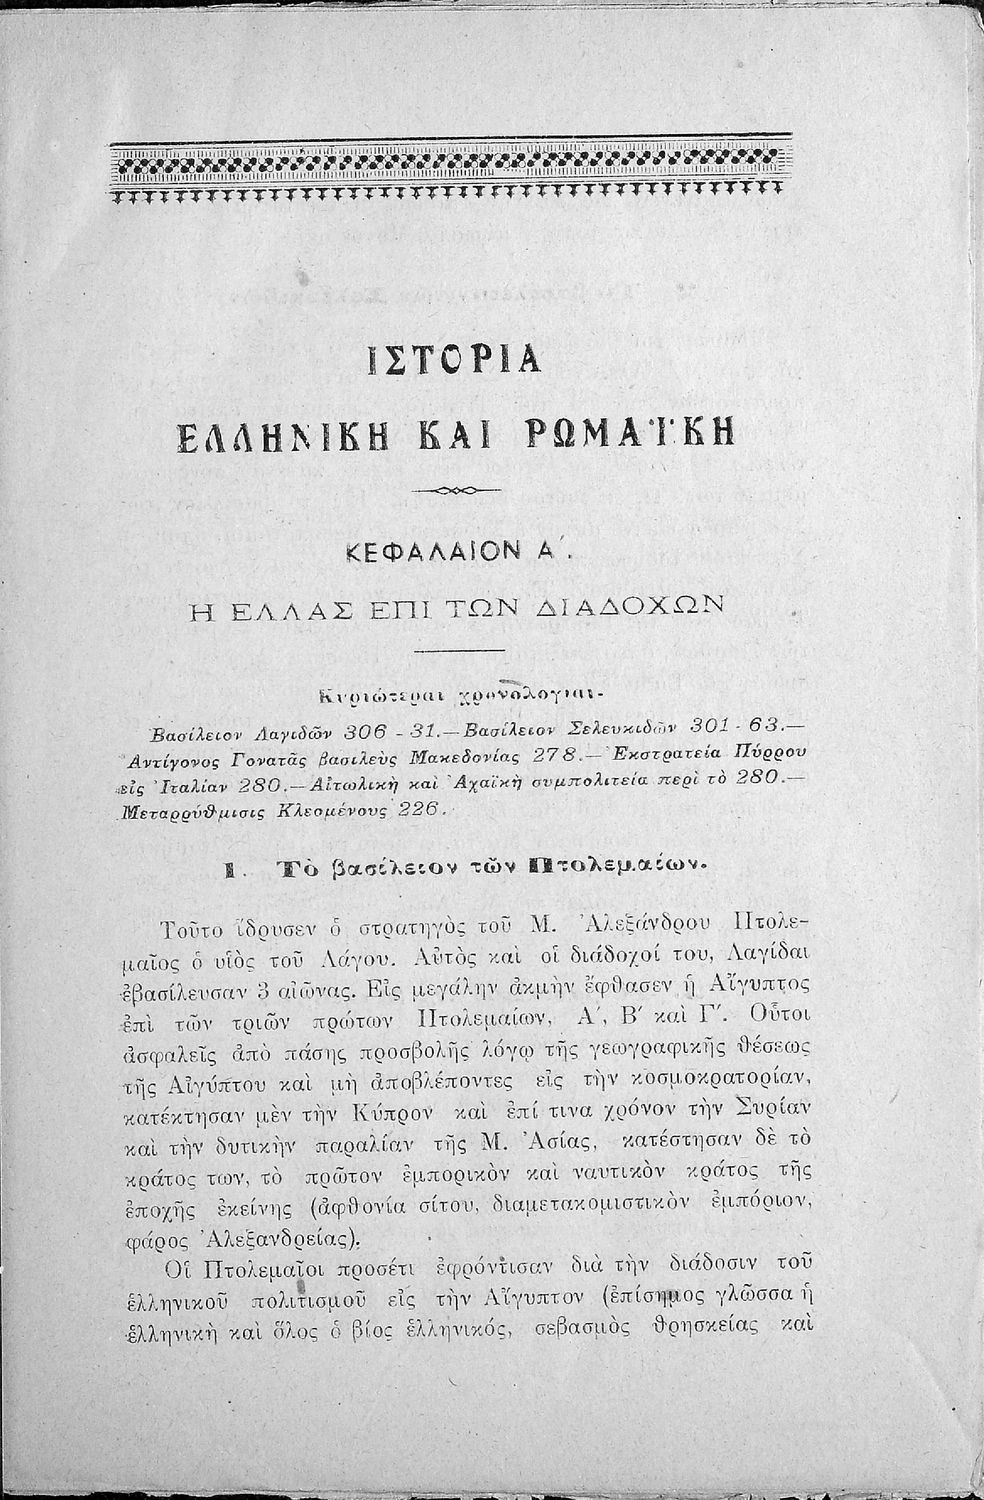 ΙΣΤΟΡΙΑ
ΕΛΛΗΝΙΚΗ ΚΑΙ ΡΩΜΑΪΚΗ
ΚΕΦΑΛΑΙΟΝ Α΄.
Η ΕΛΛΑΣ ΕΠΙ ΤΩΝ ΔΙΑΔΟΧΩΝ
Κυριώτεραι χρονολογίαι.
Βασίλειον Λαγιδῶν 306 - 31.—Βασίλειον Σελευκιδῶν 301 - 63.—
Ἀντίγονος Γονατᾶς βασιλεὺς Μακεδονίας 278.—Ἐκστρατεία Πύρρου
εἰς Ἰταλίαν 280.—Αἰτωλικὴ καὶ Ἀχαϊκὴ συμπολιτεία περὶ τὸ 280.—
Μεταρρύθμισις Κλεομένους 226.
1. Τὸ βασίλειον τῶν Πτολεμαίων.
Τοῦτο ἵδρυσεν ὁ στρατηγὸς τοῦ Μ. Ἀλεξάνδρου Πτολε-
μαῖος ὁ υἱὸς τοῦ Λάγου. Αὐτὸς καὶ οἱ διάδοχοί του, Λαγίδαι
ἐβασίλευσαν 3 αἰῶνας. Εἰς μεγάλην ἀκμὴν ἔφθασεν ἡ Αἴγυπτος
ἐπὶ τῶν τριῶν πρώτων Πτολεμαίων, Α΄, Β΄ καὶ Γ΄. Οὗτοι
ἀσφαλεῖς ἀπὸ πάσης προσβολῆς λόγῳ τῆς γεωγραφικῆς θέσεως
τῆς Αἰγύπτου καὶ μὴ ἀποβλέποντες εἰς τὴν κοσμοκρατορίαν,
κατέκτησαν μὲν τὴν Κύπρον καὶ ἐπί τινα χρόνον τὴν Συρίαν
καὶ τὴν δυτικὴν παραλίαν τῆς Μ. Ἀσίας, κατέστησαν δὲ τὸ
κράτος των, τὸ πρῶτον ἐμπορικὸν καὶ ναυτικὸν κράτος τῆς
ἐποχῆς ἐκείνης (ἀφθονία σίτου, διαμετακομιστικὸν ἐμπόριον,
φάρος Ἀλεξανδρείας).
Οἱ Πτολεμαῖοι προσέτι ἐφρόντισαν διὰ τὴν διάδοσιν τοῦ
ἑλληνικοῦ πολιτισμοῦ εἰς τὴν Αἴγυπτον (ἐπίσημος γλῶσσα ἡ
ἑλληνικὴ καὶ ὅλος ὁ βίος ἑλληνικός, σεβασμὸς θρησκείας καὶ